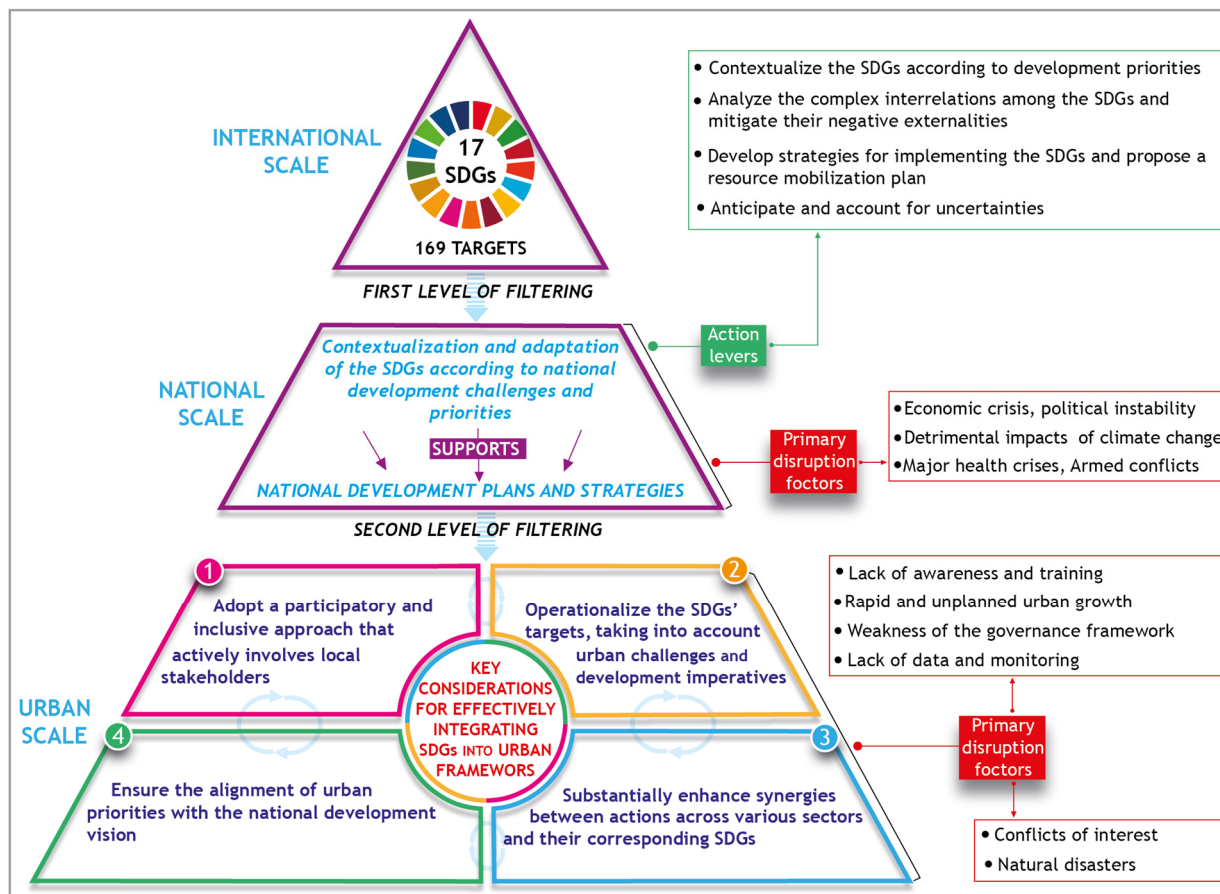 INTERNATIONAL
SCALE
17
SDGs
169 TARGETS
• Contextualize the SDGs according to development priorities
• Analyze the complex interrelations among the SDGs and
mitigate their negative externalities
• Develop strategies for implementing the SDGs and propose a
resource mobilization plan
• Anticipate and account for uncertainties
FIRST LEVEL OF FILTERING
Action
levers
NATIONAL
SCALE
Contextualization and adaptation
of the SDGs according to national
development challenges and
priorities
SUPPORTS
NATIONAL DEVELOPMENT PLANS AND STRATEGIES
Primary
disruption
foctors
• Economic crisis, political instability
• Detrimental impacts of climate change
• Major health crises, Armed conflicts
SECOND LEVEL OF FILTERING
URBAN
SCALE
1
Adopt a participatory and
inclusive approach that
actively involves local
stakeholders
2
Operationalize the SDGs'
targets, taking into account
urban challenges and
development imperatives
KEY
CONSIDERATIONS
FOR EFFECTIVELY
INTEGRATING
SDGs INTO URBAN
FRAMEWORS
4
Ensure the alignment of urban
priorities with the national development
vision
3
Substantially enhance synergies
between actions across various sectors
and their corresponding SDGs
• Lack of awareness and training
• Rapid and unplanned urban growth
• Weakness of the governance framework
• Lack of data and monitoring
Primary
disruption
foctors
• Conflicts of interest
• Natural disasters